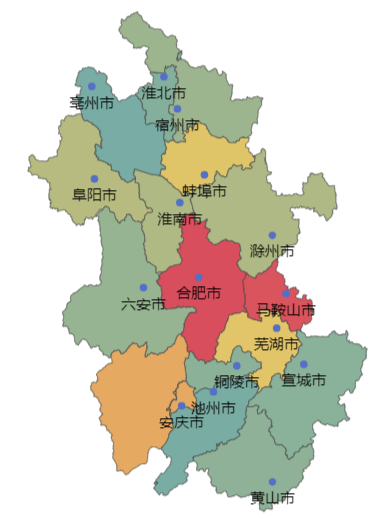 淮北市
亳州市
宿州市
蚌埠市
阜阳市
淮南市
滁州市
合肥市
六安市
马鞍山市
芜湖市
铜陵市
宣城市
池州市
安庆市
黄山市